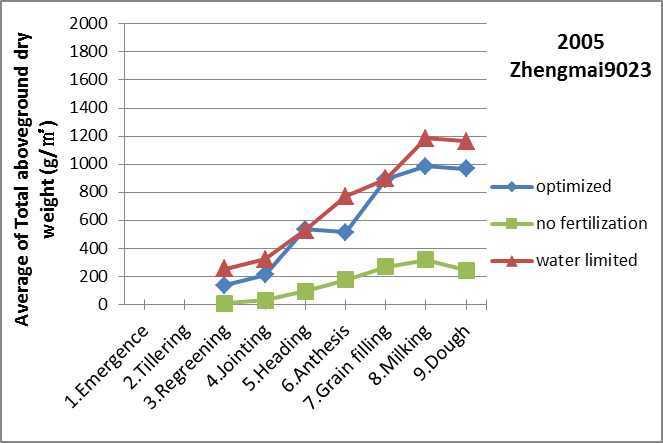 2005
Zhengmai9023
Average of Total aboveground dry
weight (g/㎡)
2000
1800
1600
1400
1200
1000
800
600
400
200
0
1.Emergence
2.Tillering
3.Regreening
4.Jointing
5.Heading
6.Anthesis
7.Grain filling
8.Milking
9.Dough
optimized
no fertilization
water limited